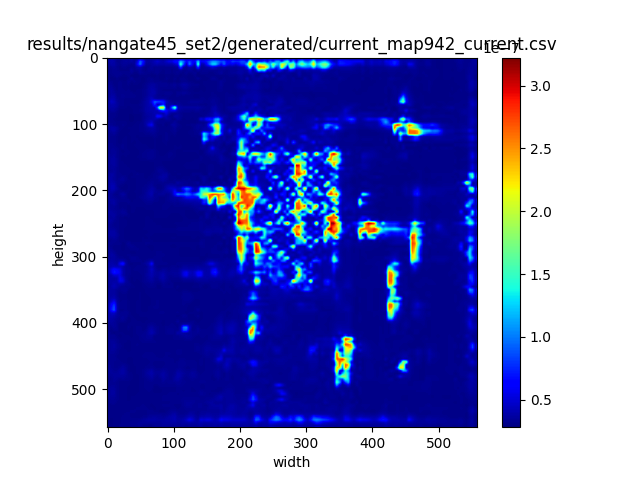 results/nangate45_set2/generated/current_map942_current.csv
1e−7
0
100
200
300
400
500
height
0 100 200 300 400 500
width
3.0
2.5
2.0
1.5
1.0
0.5